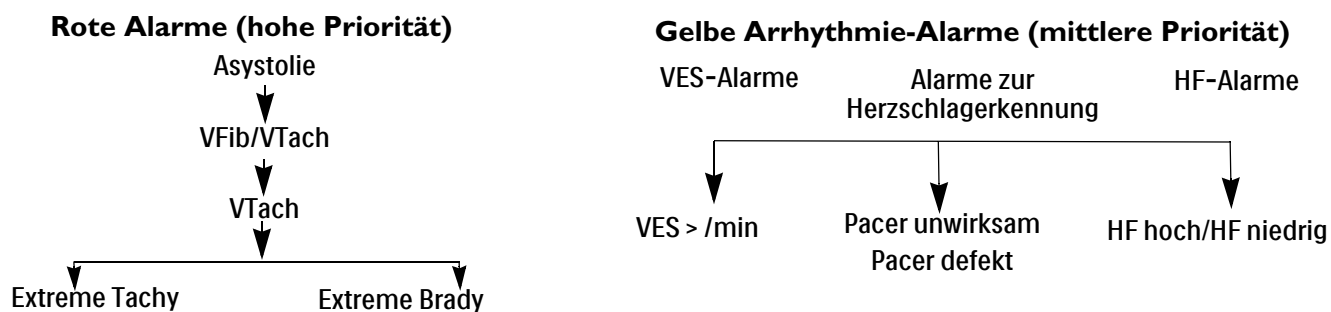 Rote Alarme (hohe Priorität)
Asystolie
VFib/VTach
VTach
Extreme Tachy
Extreme Brady
Gelbe Arrhythmie-Alarme (mittlere Priorität)
VES-Alarme
Alarme zur
Herzschlagerkennung
HF-Alarme
VES > /min
Pacer unwirksam
Pacer defekt
HF hoch/HF niedrig